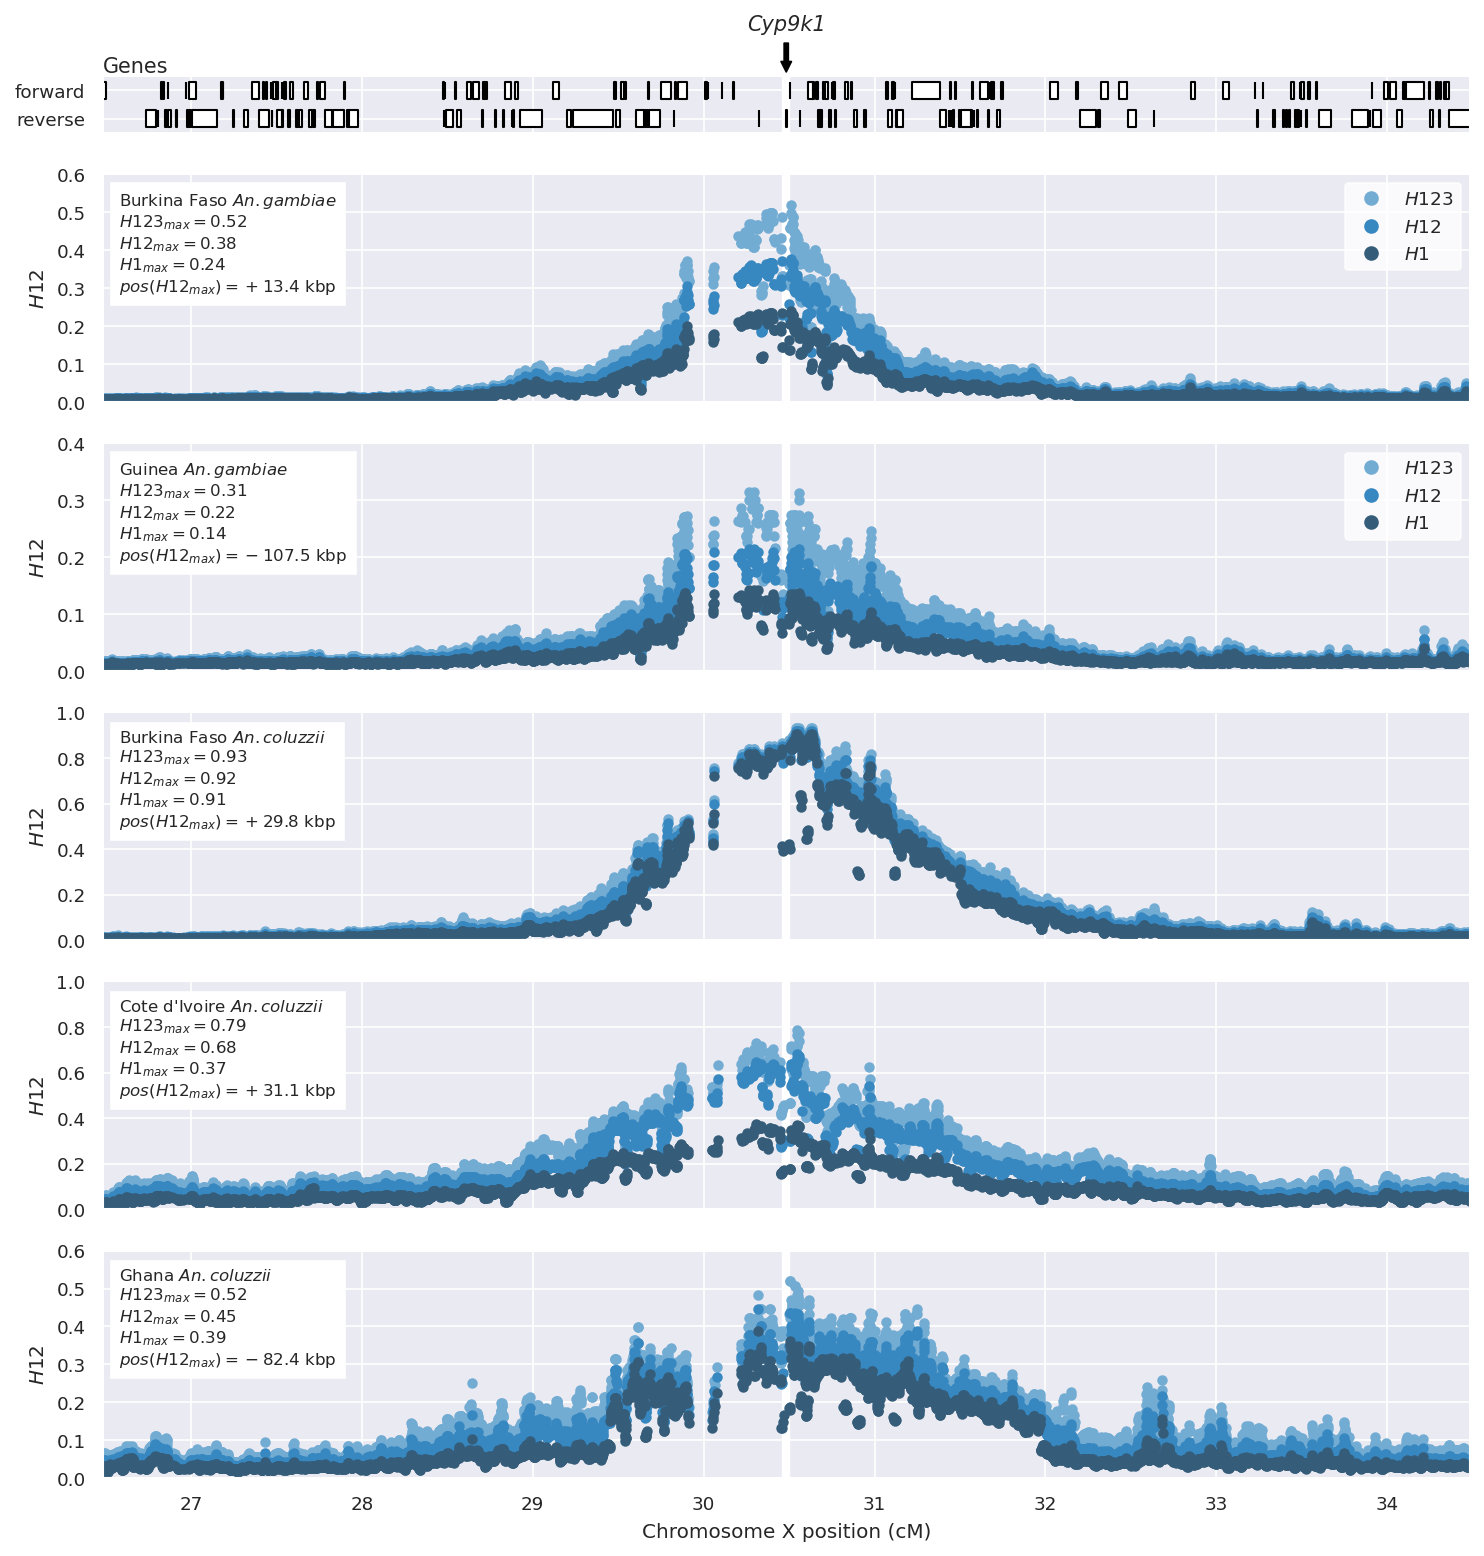 Cyp9k1
Genes
forward
reverse
0.6
0.5
0.4
0.3
0.2
0.1
0.0
H12
Burkina Faso An. gambiae
H123max = 0.52
H12max = 0.38
H1max = 0.24
pos(H12max) = + 13.4 kbp
H123
H12
H1
0.4
0.3
0.2
0.1
0.0
H12
Guinea An. gambiae
H123max = 0.31
H12max = 0.22
H1max = 0.14
pos(H12max) = − 107.5 kbp
H123
H12
H1
1.0
0.8
0.6
0.4
0.2
0.0
H12
Burkina Faso An. coluzzii
H123max = 0.93
H12max = 0.92
H1max = 0.91
pos(H12max) = + 29.8 kbp
1.0
0.8
0.6
0.4
0.2
0.0
H12
Cote d'Ivoire An. coluzzii
H123max = 0.79
H12max = 0.68
H1max = 0.37
pos(H12max) = + 31.1 kbp
0.6
0.5
0.4
0.3
0.2
0.1
0.0
H12
Ghana An. coluzzii
H123max = 0.52
H12max = 0.45
H1max = 0.39
pos(H12max) = − 82.4 kbp
27 28 29 30 31 32 33 34
Chromosome X position (cM)